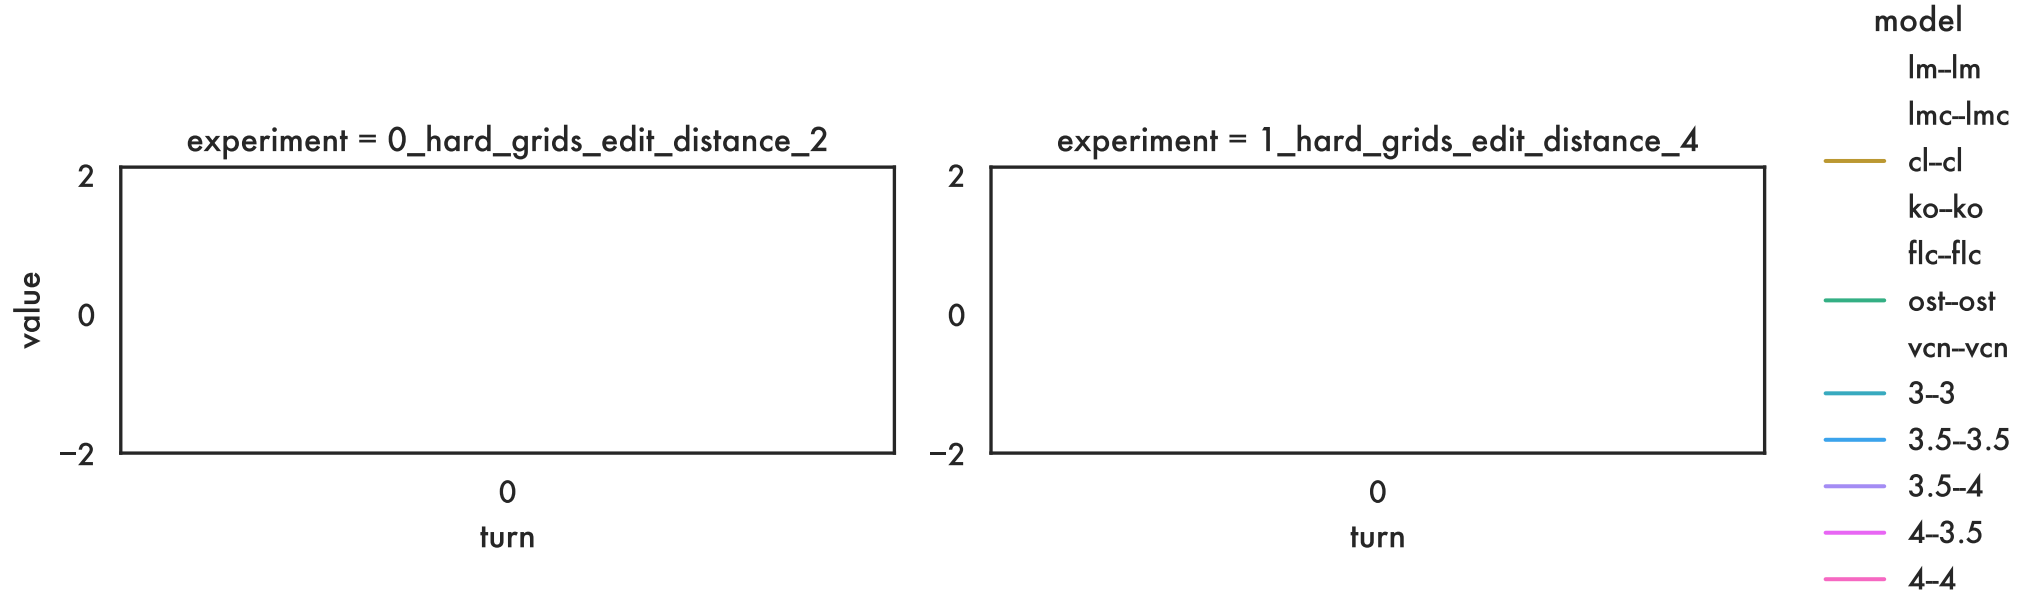 experiment = 0_hard_grids_edit_distance_2
2
0
−2
value
0
turn
experiment = 1_hard_grids_edit_distance_4
2
0
−2
0
turn
model
lm–lm
lmc–lmc
cl–cl
ko–ko
flc–flc
ost–ost
vcn–vcn
3–3
3.5–3.5
3.5–4
4–3.5
4–4